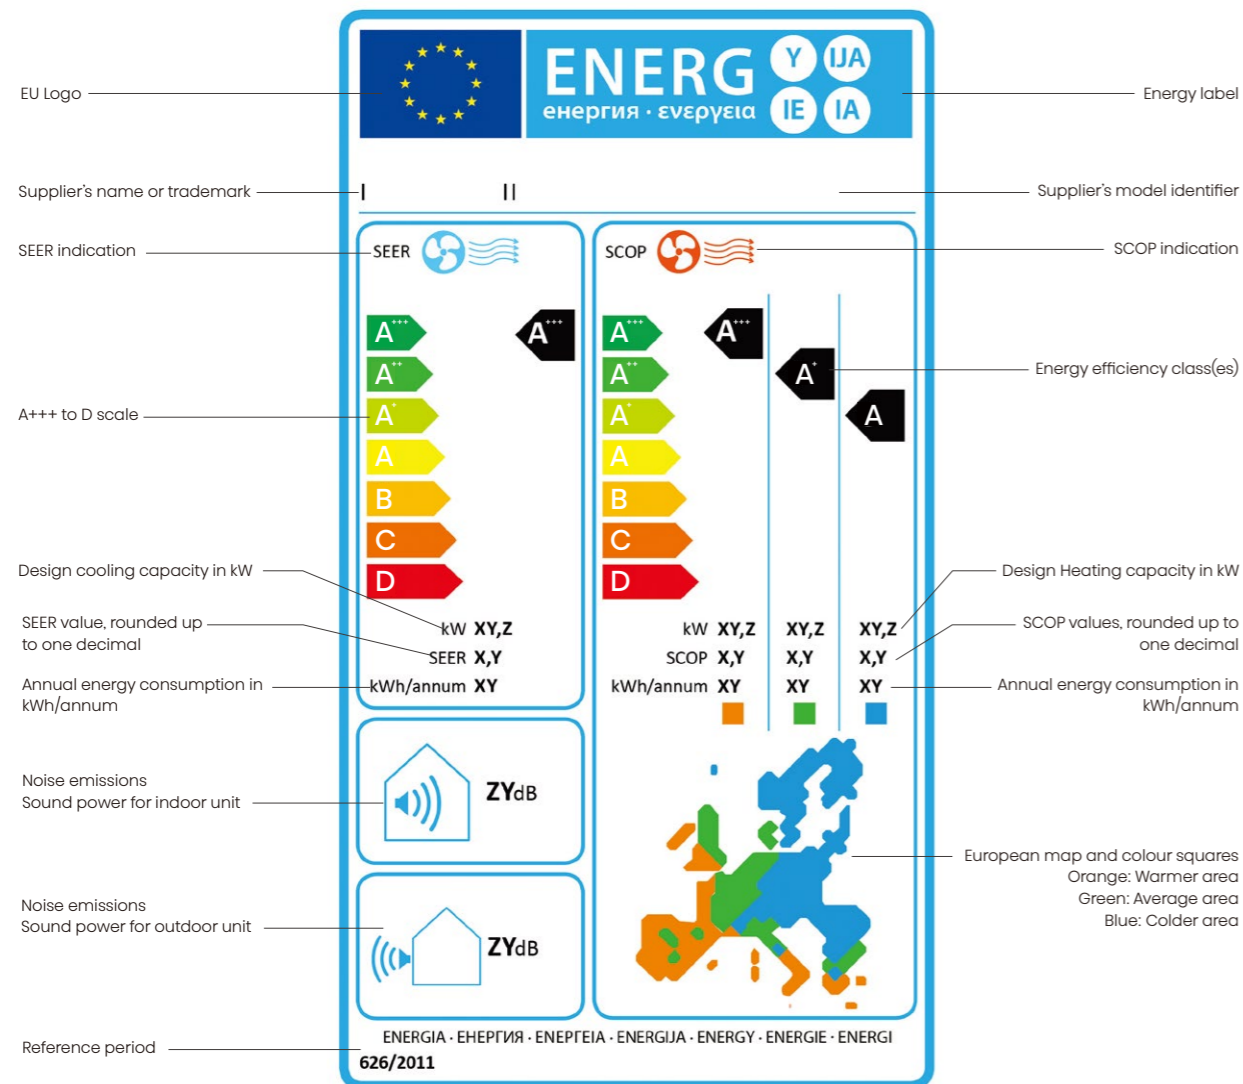 EU Logo
ENERG
Y IJA
IE IA
енергия · ενεργεια
Energy label
Supplier's name or trademark
I
II
Supplier's model identifier
SEER indication
SEER
SCOP
SCOP indication
A+++
A++
A+
A
B
C
D
A+++
A+++
A++
A+
A
B
C
D
A+++
A+
A
Energy efficiency class(es)
A+++ to D scale
Design cooling capacity in kW
SEER value, rounded up
to one decimal
Annual energy consumption in
kWh/annum
kW XY,Z
SEER X,Y
kWh/annum XY
kW XY,Z XY,Z XY,Z
SCOP X,Y X,Y X,Y
kWh/annum XY XY XY
Design Heating capacity in kW
SCOP values, rounded up to
one decimal
Annual energy consumption in
kWh/annum
Noise emissions
Sound power for indoor unit
ZYdB
Noise emissions
Sound power for outdoor unit
ZYdB
European map and colour squares
Orange: Warmer area
Green: Average area
Blue: Colder area
Reference period
ENERGIA · ЕНЕРГИЯ · ΕΝΕΡΓΕΙΑ · ENERGIJA · ENERGY · ENERGIE · ENERGI
626/2011